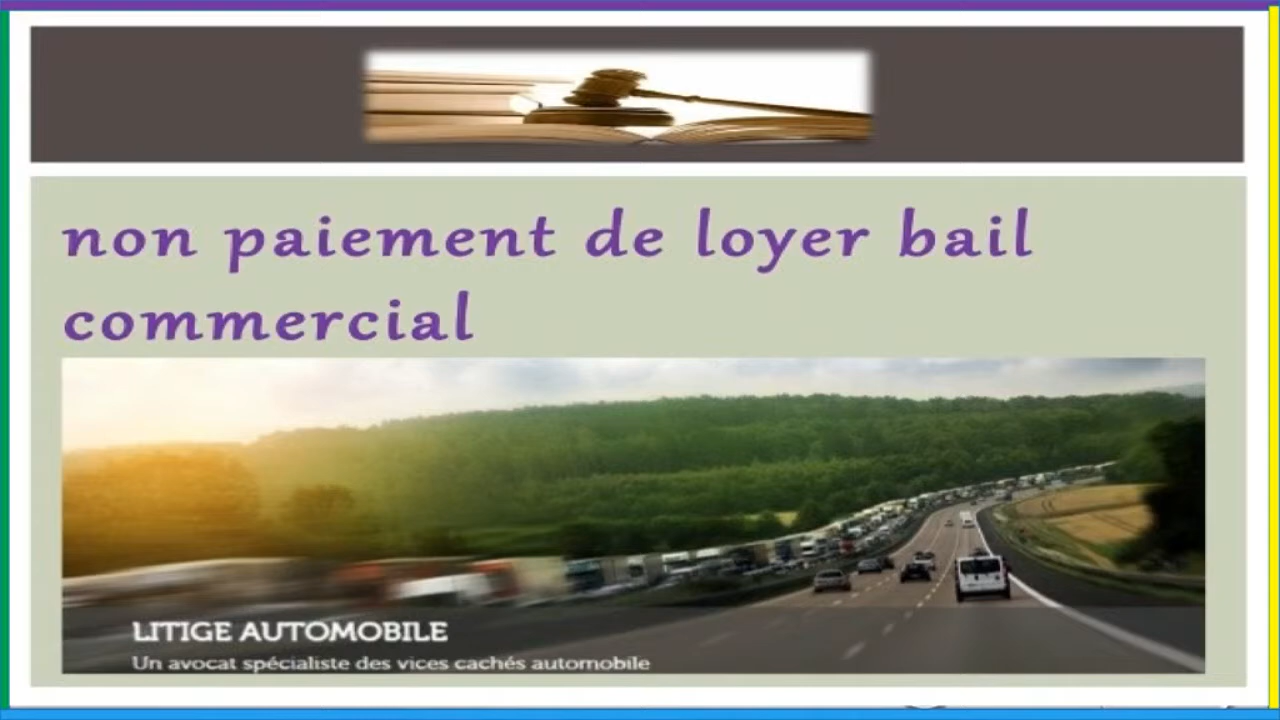 non paiement de loyer bail
commercial
LITIGE AUTOMOBILE
Un avocat spécialiste des vices cachés automobile